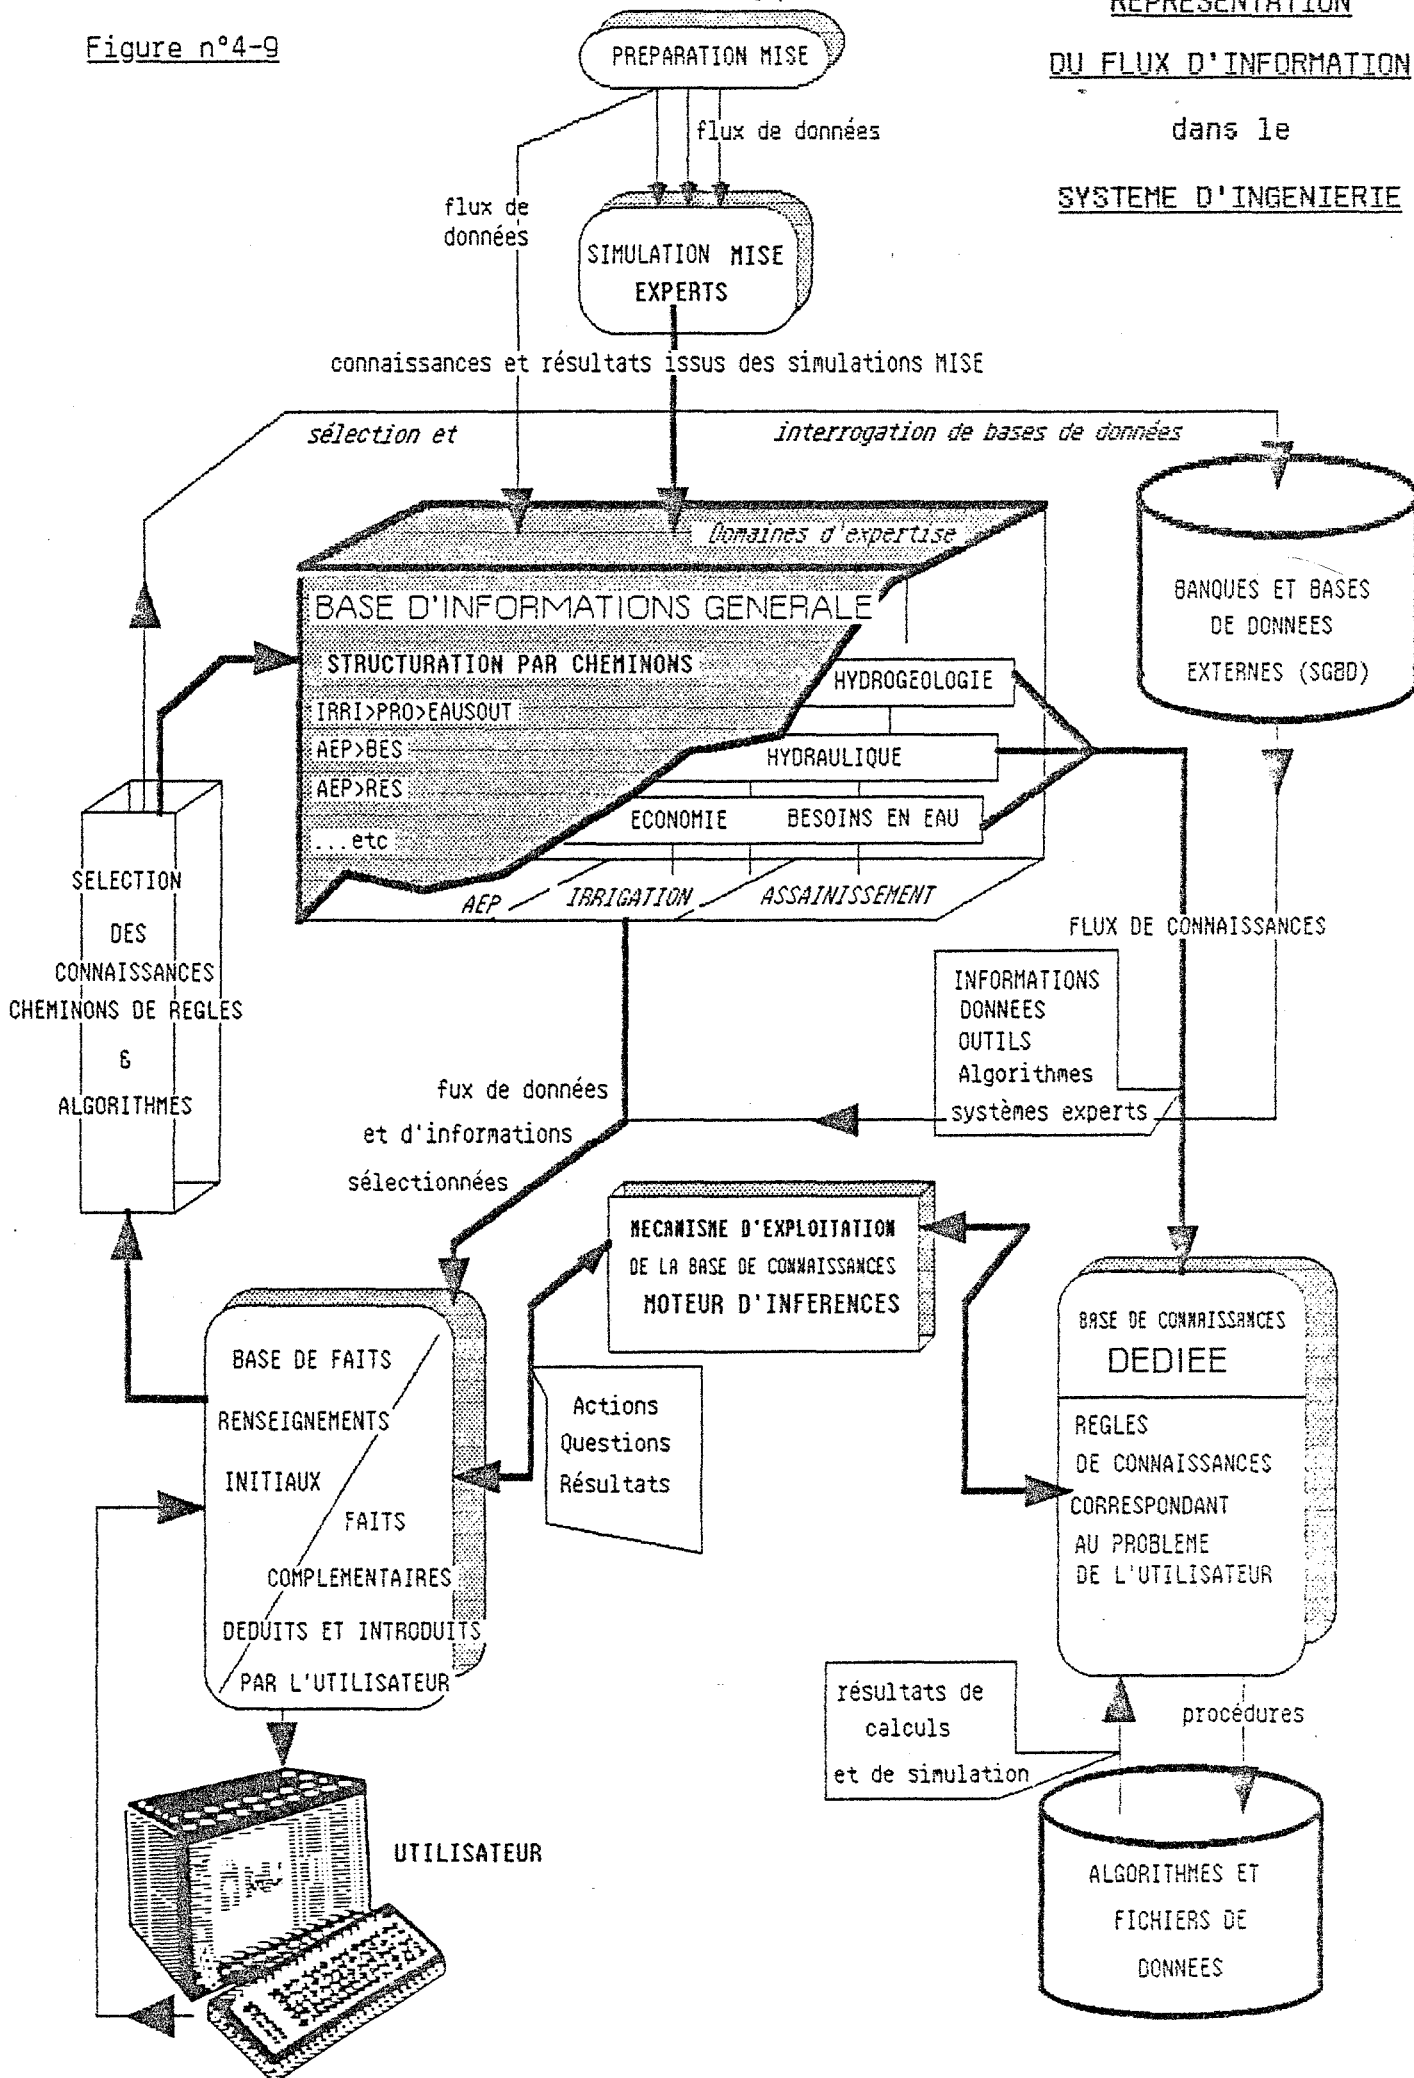 Figure n°4-9
REPRESENTATION
DU FLUX D'INFORMATION
dans le
SYSTEME D'INGENIERIE
PREPARATION MISE
flux de données
flux de
données
SIMULATION MISE
EXPERTS
connaissances et résultats issus des simulations MISE
sélection et interrogation de bases de données
Domaines d'expertise
BASE D'INFORMATIONS GENERALE
STRUCTURATION PAR CHEMINONS
IRRI>PRO>EAUSOUT
AEP>BES
AEP>RES
...etc
HYDROGEOLOGIE
HYDRAULIQUE
ECONOMIE BESOINS EN EAU
AEP IRRIGATION ASSAINISSEMENT
BANQUES ET BASES
DE DONNEES
EXTERNES (SGBD)
SELECTION
DES
CONNAISSANCES
CHEMINONS DE REGLES
&
ALGORITHMES
FLUX DE CONNAISSANCES
INFORMATIONS
DONNEES
OUTILS
Algorithmes
systèmes experts
fux de données
et d'informations
sélectionnées
MECANISME D'EXPLOITATION
DE LA BASE DE CONNAISSANCES
MOTEUR D'INFERENCES
BASE DE FAITS
RENSEIGNEMENTS
INITIAUX
FAITS
COMPLEMENTAIRES
DEDUITS ET INTRODUITS
PAR L'UTILISATEUR
Actions
Questions
Résultats
BASE DE CONNAISSANCES
DEDIEE
REGLES
DE CONNAISSANCES
CORRESPONDANT
AU PROBLEME
DE L'UTILISATEUR
résultats de
calculs
et de simulation
procédures
UTILISATEUR
ALGORITHMES ET
FICHIERS DE
DONNEES